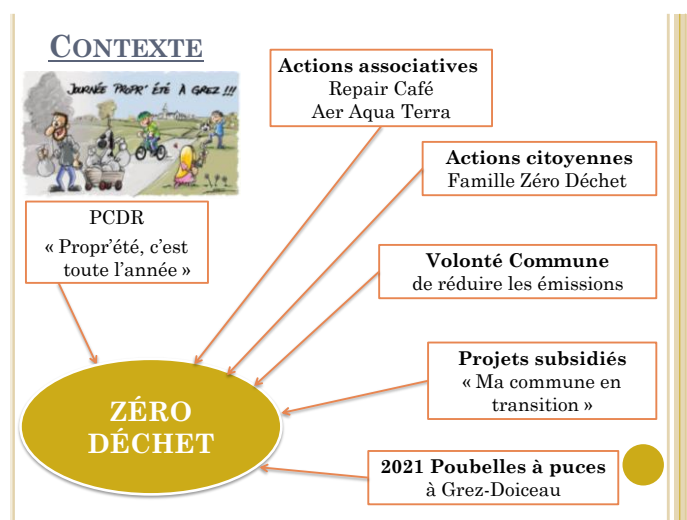 CONTEXTE
JOURNÉE PROPR' ÉTÉ À GREZ !!!
Actions associatives
Repair Café
Aer Aqua Terra
Actions citoyennes
Famille Zéro Déchet
PCDR
« Propr’été, c’est
toute l’année »
Volonté Commune
de réduire les émissions
Projets subsidiés
« Ma commune en
transition »
ZÉRO
DÉCHET
2021 Poubelles à puces
à Grez-Doiceau